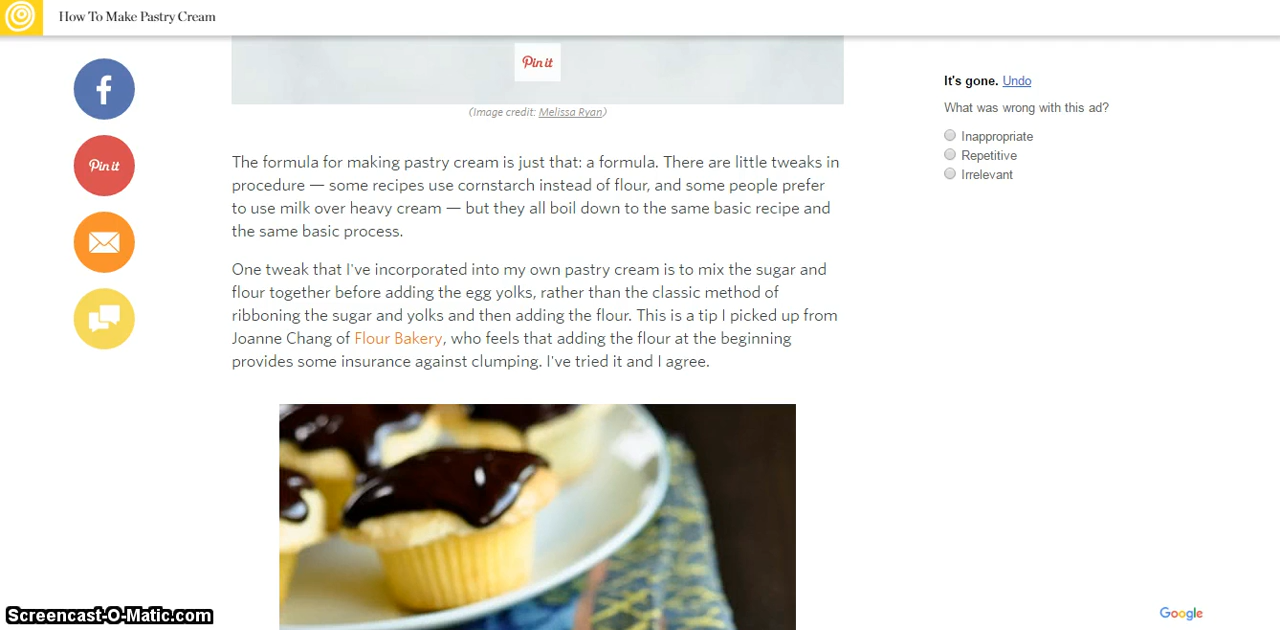 How To Make Pastry Cream
Pin it
(Image credit: Melissa Ryan)
Pin it
The formula for making pastry cream is just that: a formula. There are little tweaks in
procedure — some recipes use cornstarch instead of flour, and some people prefer
to use milk over heavy cream — but they all boil down to the same basic recipe and
the same basic process.
One tweak that I've incorporated into my own pastry cream is to mix the sugar and
flour together before adding the egg yolks, rather than the classic method of
ribboning the sugar and yolks and then adding the flour. This is a tip I picked up from
Joanne Chang of Flour Bakery, who feels that adding the flour at the beginning
provides some insurance against clumping. I've tried it and I agree.
It's gone. Undo
What was wrong with this ad?
Inappropriate
Repetitive
Irrelevant
Screencast-O-Matic.com
Google